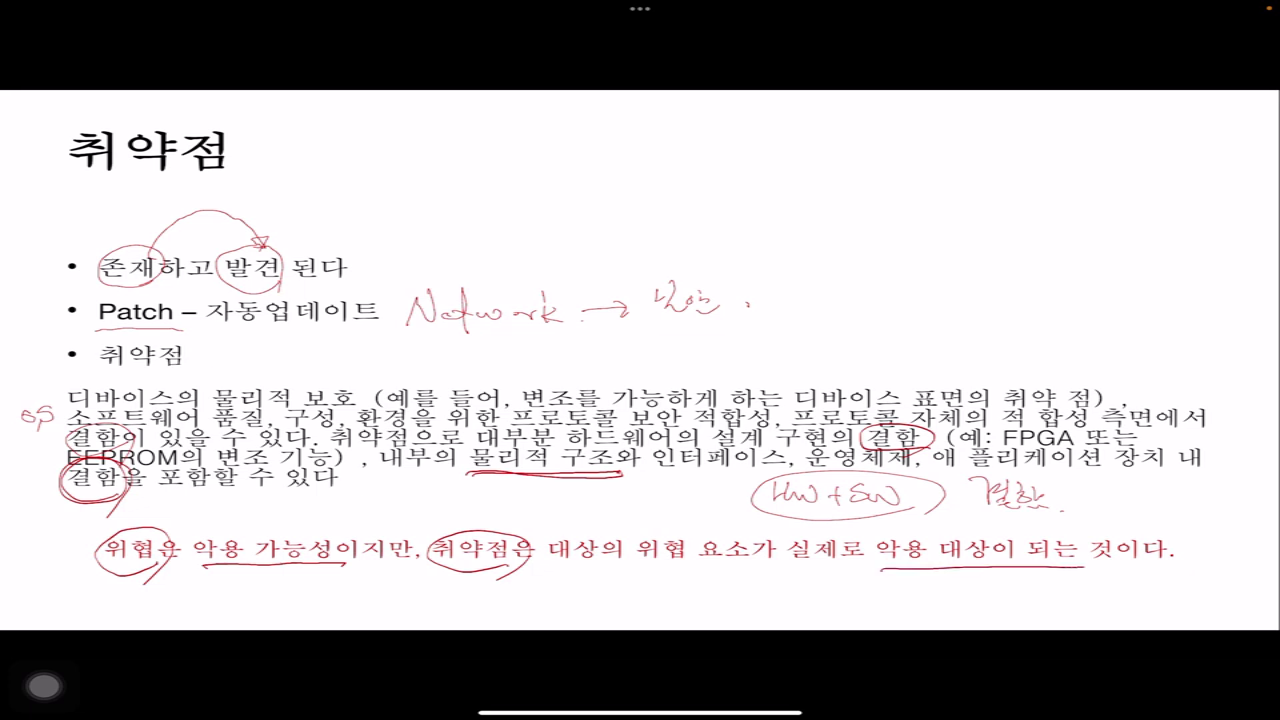 취약점
• 존재하고 발견 된다
• Patch – 자동업데이트 Network → 보안.
• 취약점
디바이스의 물리적 보호 (예를 들어, 변조를 가능하게 하는 디바이스 표면의 취약 점) ,
소프트웨어 품질, 구성, 환경을 위한 프로토콜 보안 적합성, 프로토콜 자체의 적 합성 측면에서
결함이 있을 수 있다. 취약점으로 대부분 하드웨어의 설계 구현의 결함 (예: FPGA 또는
EEPROM의 변조 기능) , 내부의 물리적 구조와 인터페이스, 운영체제, 애 플리케이션 장치 내
결함을 포함할 수 있다
HW + SW 결함.
위협은 악용 가능성이지만, 취약점은 대상의 위협 요소가 실제로 악용 대상이 되는 것이다.